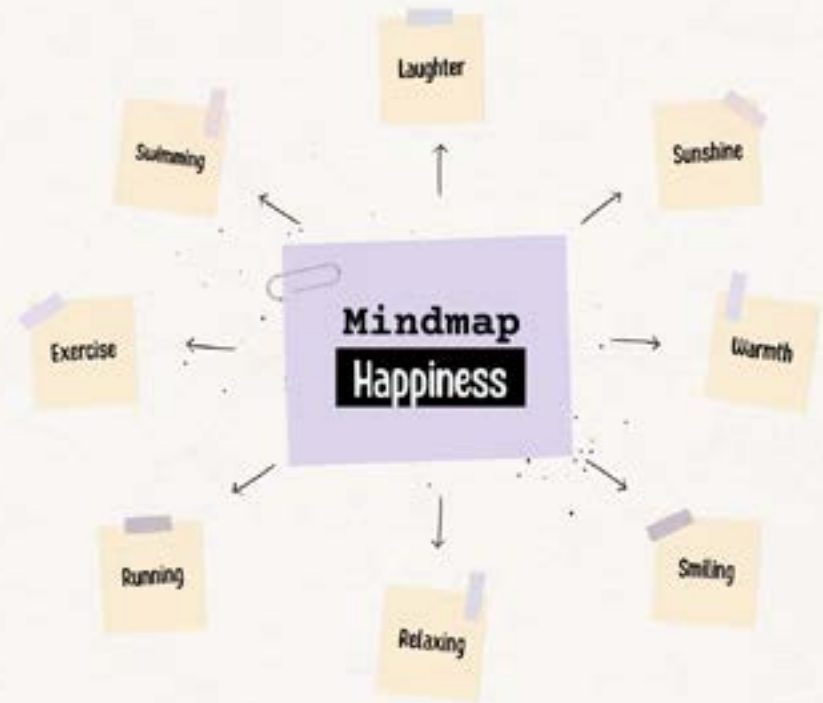 Laughter
Swimming
Sunshine
Mindmap
Happiness
Exercise
Warmth
Running
Smiling
Relaxing